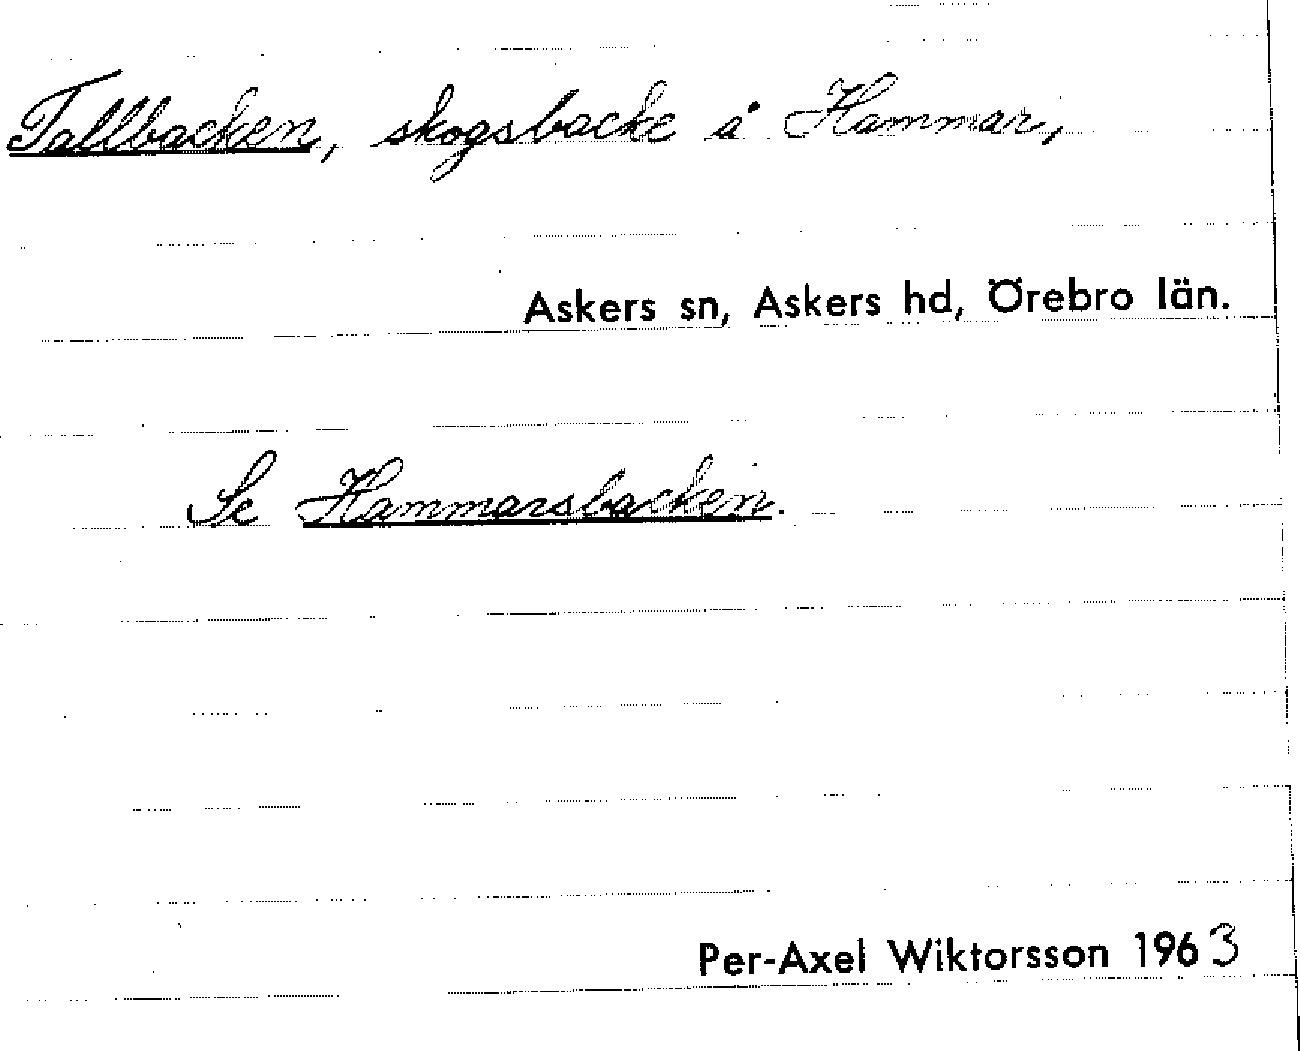 Tallbacken, skogsbacke å Hammar,
Askers sn, Askers hd, Örebro län.
Se Hammarsbacken.
Per-Axel Wiktorsson 1963